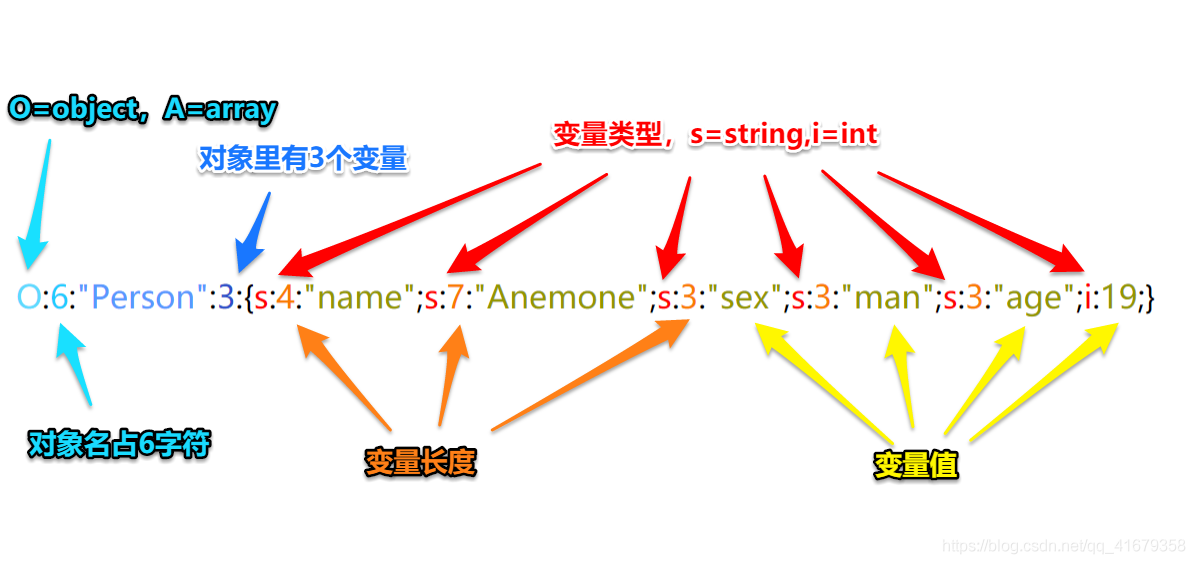 O=object，A=array
变量类型，s=string,i=int
对象里有3个变量
O:6:"Person":3:{s:4:"name";s:7:"Anemone";s:3:"sex";s:3:"man";s:3:"age";i:19;}
对象名占6字符
变量长度
变量值
https://blog.csdn.net/qq_41679358